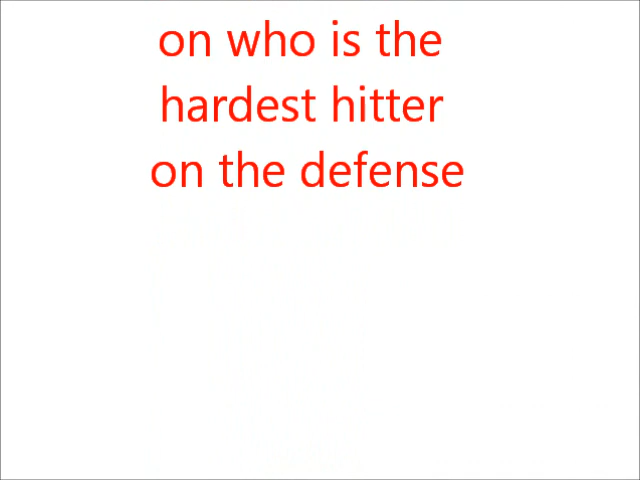 on who is the
hardest hitter
on the defense